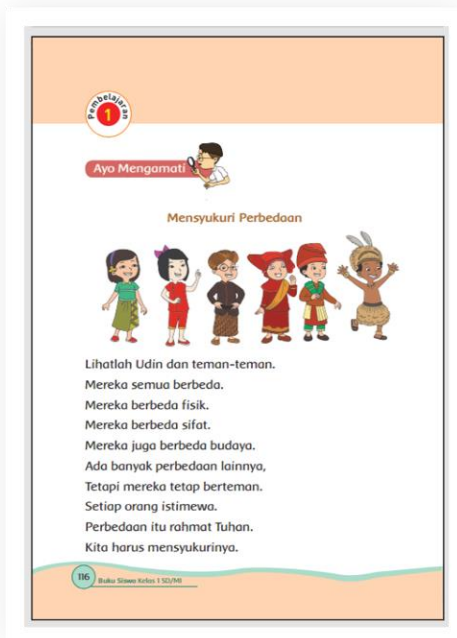 Pembelajaran
1
Ayo Mengamati
Mensyukuri Perbedaan
Lihatlah Udin dan teman-teman.
Mereka semua berbeda.
Mereka berbeda fisik.
Mereka berbeda sifat.
Mereka juga berbeda budaya.
Ada banyak perbedaan lainnya,
Tetapi mereka tetap berteman.
Setiap orang istimewa.
Perbedaan itu rahmat Tuhan.
Kita harus mensyukurinya.
116 Buku Siswa Kelas 1 SD/MI